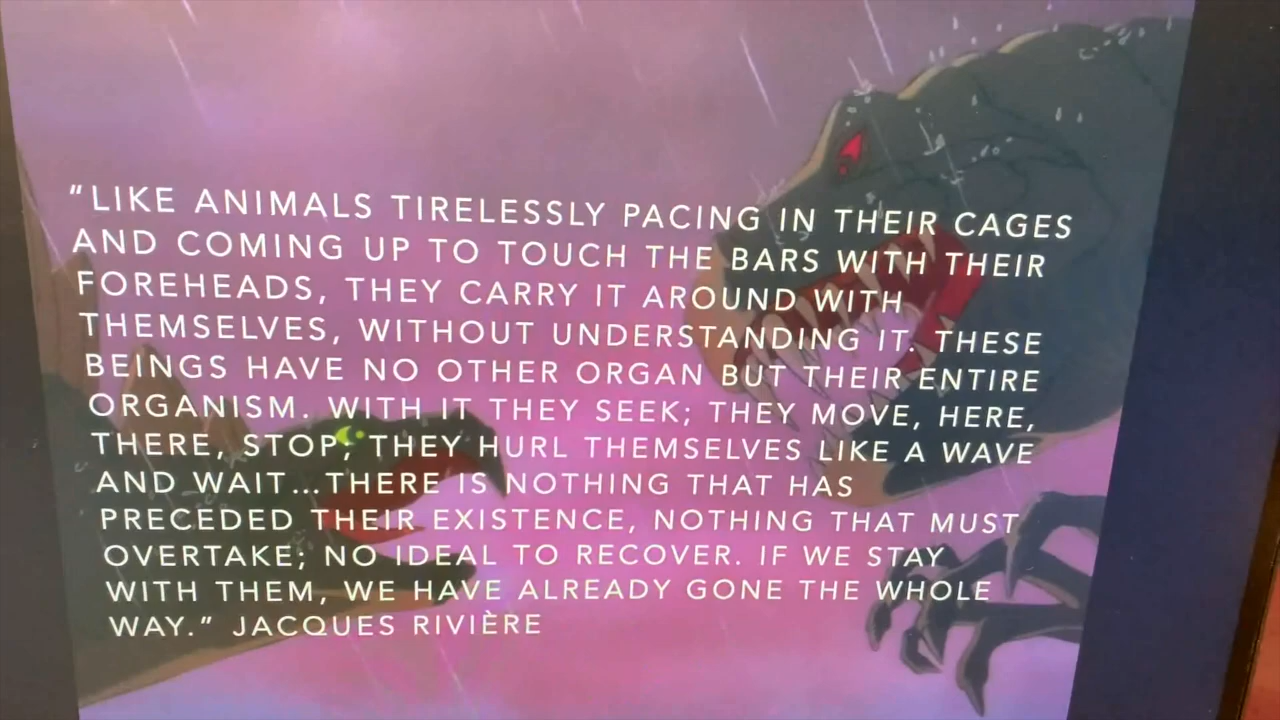 "LIKE ANIMALS TIRELESSLY PACING IN THEIR CAGES
AND COMING UP TO TOUCH THE BARS WITH THEIR
FOREHEADS, THEY CARRY IT AROUND WITH
THEMSELVES, WITHOUT UNDERSTANDING IT. THESE
BEINGS HAVE NO OTHER ORGAN BUT THEIR ENTIRE
ORGANISM. WITH IT THEY SEEK; THEY MOVE, HERE,
THERE, STOP; THEY HURL THEMSELVES LIKE A WAVE
AND WAIT...THERE IS NOTHING THAT HAS
PRECEDED THEIR EXISTENCE, NOTHING THAT MUST
OVERTAKE; NO IDEAL TO RECOVER. IF WE STAY
WITH THEM, WE HAVE ALREADY GONE THE WHOLE
WAY." JACQUES RIVIÈRE